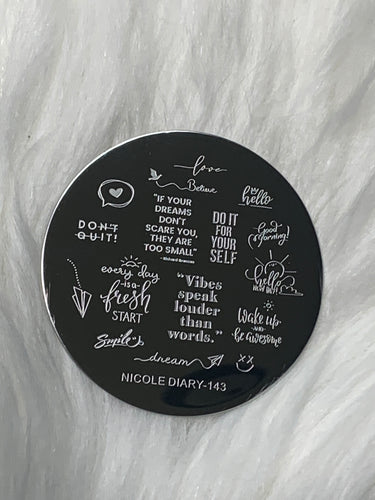 love
Believe
hello
"IF YOUR
DREAMS
DON'T
SCARE YOU,
THEY ARE
TOO SMALL"
- Richard Branson
DON'T
QUIT!
DO IT
FOR
YOUR
SELF
Good
morning!
every day
is a
fresh
START
hello
"Vibes
speak
louder
than
words."
Wake up
AND
be awesome
Smile
dream
NICOLE DIARY-143